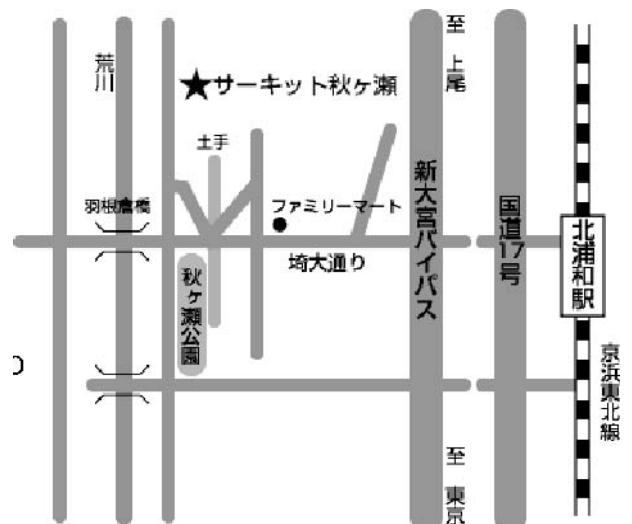 至 上尾
荒川
★サーキット秋ヶ瀬
土手
新大宮バイパス
国道17号
羽根倉橋
ファミリーマート
北浦和駅
埼大通り
秋ヶ瀬公園
京浜東北線
至 東京